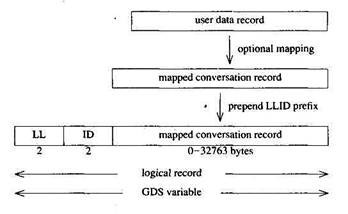 user data record
optional mapping
mapped conversation record
prepend LLID prefix
LL ID mapped conversation record
2 2 0-32763 bytes
logical record
GDS variable